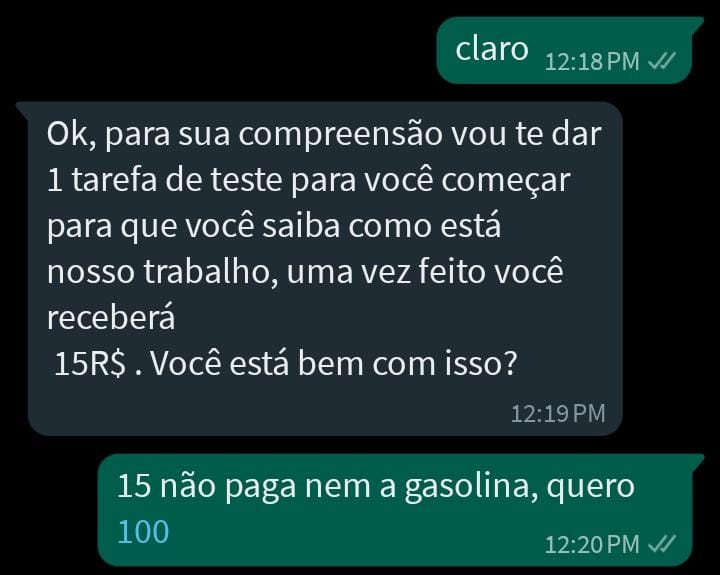 claro 12:18 PM
Ok, para sua compreensão vou te dar
1 tarefa de teste para você começar
para que você saiba como está
nosso trabalho, uma vez feito você
receberá
15R$ . Você está bem com isso?
12:19 PM
15 não paga nem a gasolina, quero
100
12:20 PM